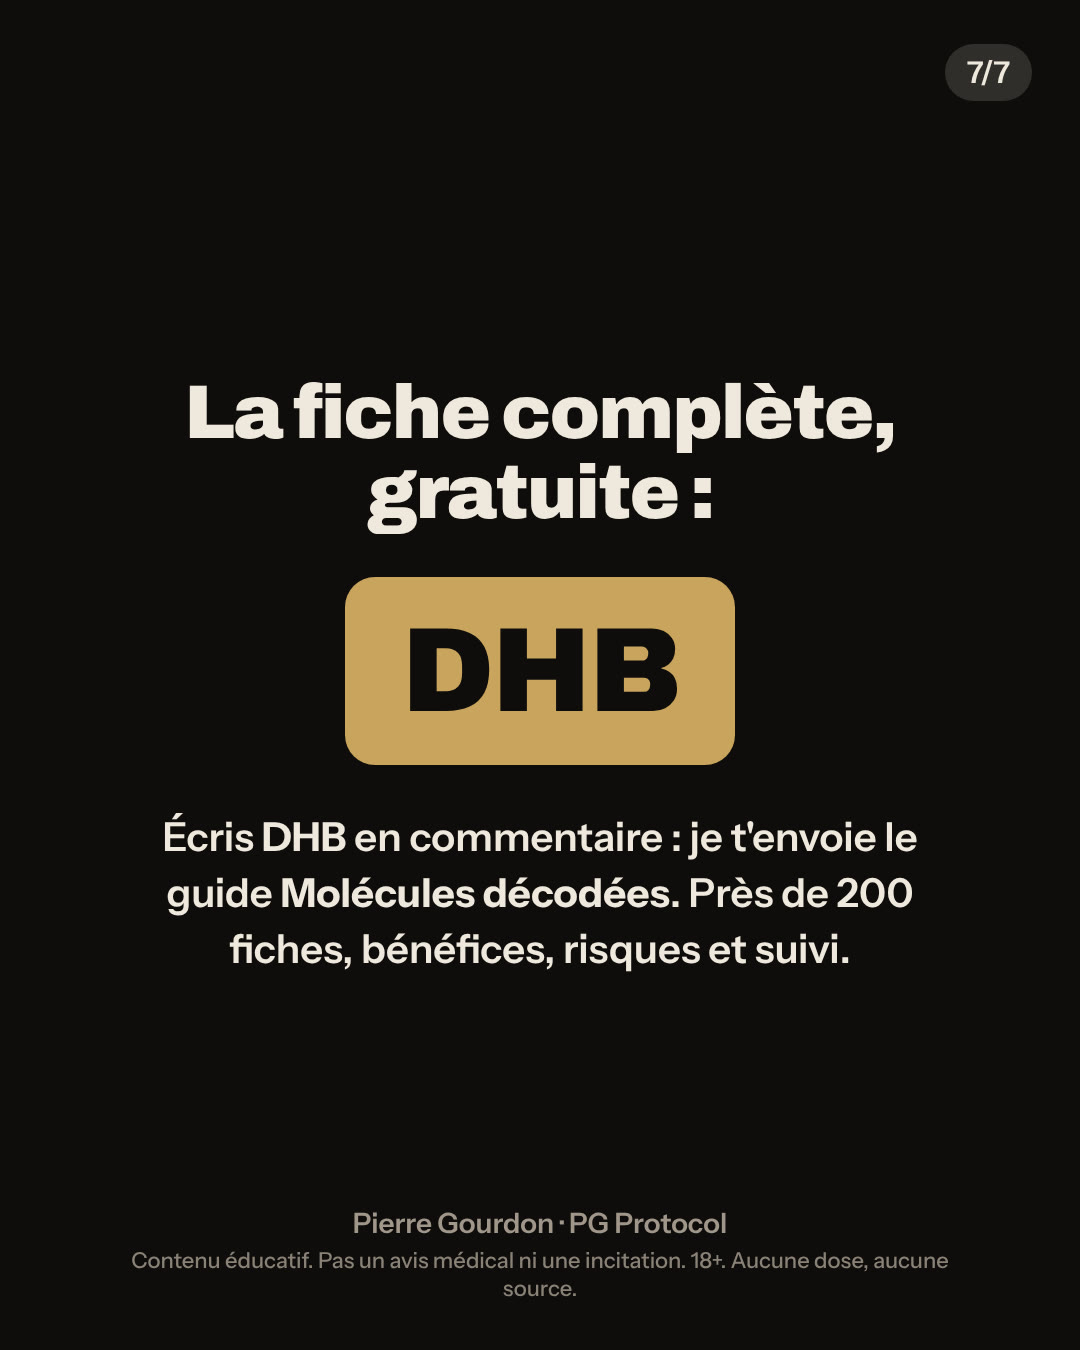 7/7
La fiche complète,
gratuite :
DHB
Écris DHB en commentaire : je t'envoie le
guide Molécules décodées. Près de 200
fiches, bénéfices, risques et suivi.
Pierre Gourdon · PG Protocol
Contenu éducatif. Pas un avis médical ni une incitation. 18+. Aucune dose, aucune
source.